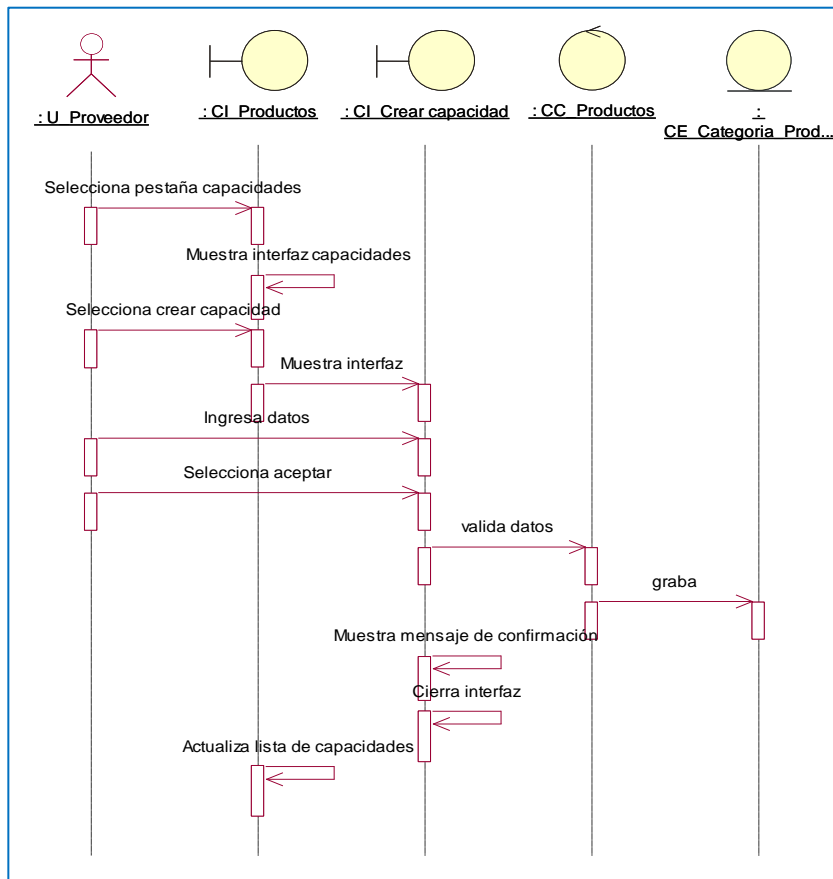 : U_Proveedor
: CI_Productos
: CI_Crear capacidad
: CC_Productos
:
CE_Categoria_Prod...
Selecciona pestaña capacidades
Muestra interfaz capacidades
Selecciona crear capacidad
Muestra interfaz
Ingresa datos
Selecciona aceptar
valida datos
graba
Muestra mensaje de confirmación
Cierra interfaz
Actualiza lista de capacidades